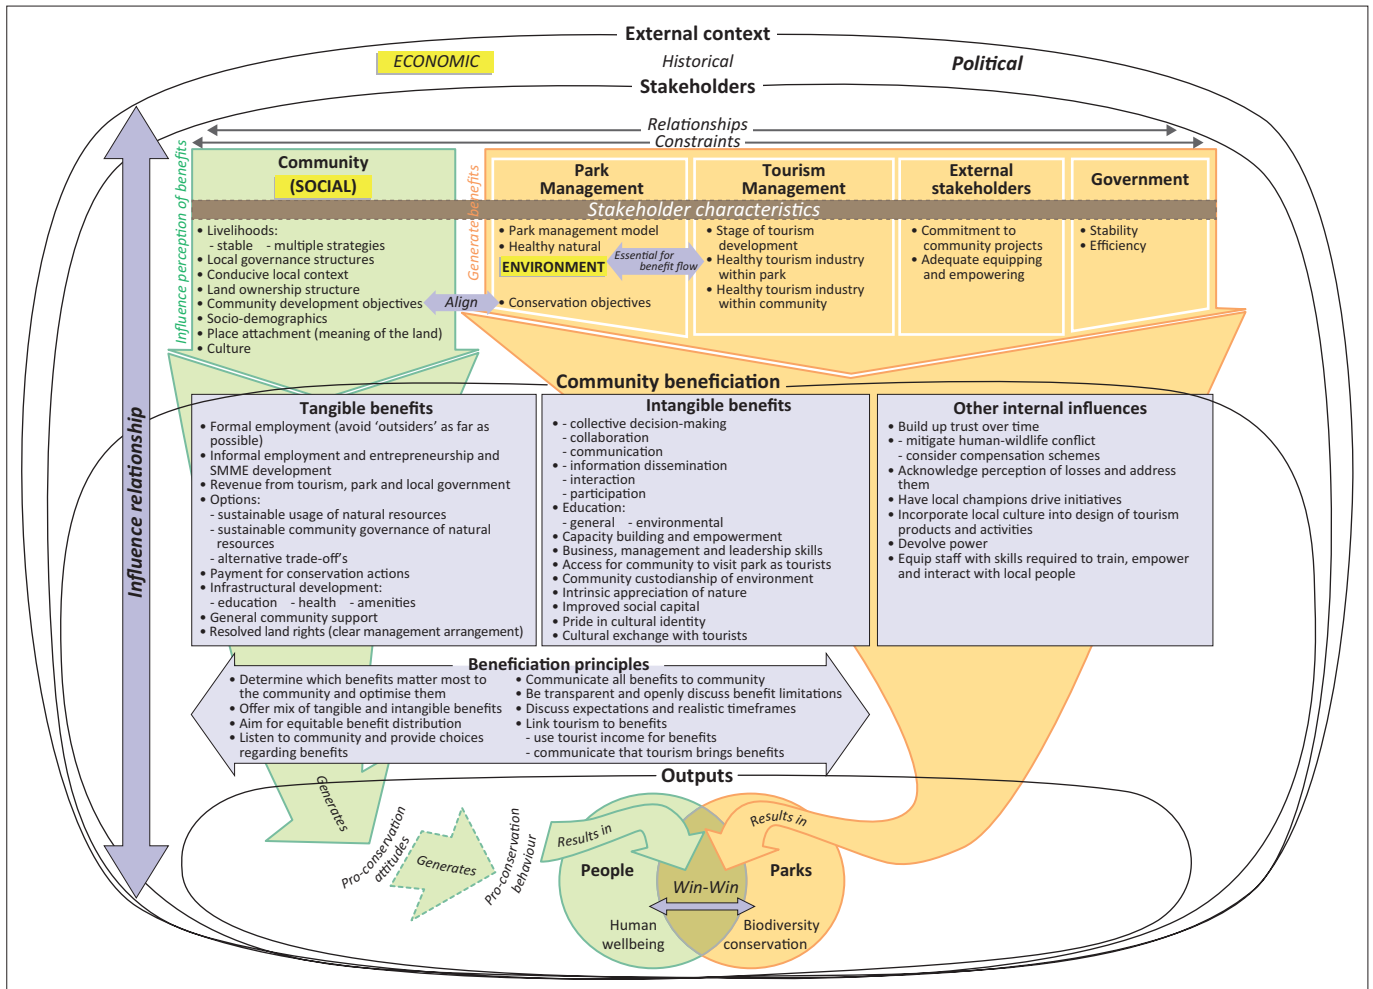 External context
ECONOMIC Historical Political
Stakeholders
Relationships
Constraints
Influence perception of benefits
Community
(SOCIAL)
Generate benefits
Park
Management
Tourism
Management
External
stakeholders
Government
Stakeholder characteristics
• Livelihoods:
- stable - multiple strategies
• Local governance structures
• Conducive local context
• Land ownership structure
• Community development objectives
• Socio-demographics
• Place attachment (meaning of the land)
• Culture
Align
• Park management model
• Healthy natural
ENVIRONMENT
• Conservation objectives
Essential for
benefit flow
• Stage of tourism
development
• Healthy tourism industry
within park
• Healthy tourism industry
within community
• Commitment to
community projects
• Adequate equipping
and empowering
• Stability
• Efficiency
Influence relationship
Community beneficiation
Tangible benefits
• Formal employment (avoid ‘outsiders’ as far as
possible)
• Informal employment and entrepreneurship and
SMME development
• Revenue from tourism, park and local government
• Options:
- sustainable usage of natural resources
- sustainable community governance of natural
resources
- alternative trade-off’s
• Payment for conservation actions
• Infrastructural development:
- education - health - amenities
• General community support
• Resolved land rights (clear management arrangement)
Intangible benefits
• - collective decision-making
- collaboration
- communication
• - information dissemination
- interaction
- participation
• Education:
- general - environmental
• Capacity building and empowerment
• Business, management and leadership skills
• Access for community to visit park as tourists
• Community custodianship of environment
• Intrinsic appreciation of nature
• Improved social capital
• Pride in cultural identity
• Cultural exchange with tourists
Other internal influences
• Build up trust over time
• - mitigate human-wildlife conflict
- consider compensation schemes
• Acknowledge perception of losses and address
them
• Have local champions drive initiatives
• Incorporate local culture into design of tourism
products and activities
• Devolve power
• Equip staff with skills required to train, empower
and interact with local people
Beneficiation principles
• Determine which benefits matter most to
the community and optimise them
• Offer mix of tangible and intangible benefits
• Aim for equitable benefit distribution
• Listen to community and provide choices
regarding benefits
• Communicate all benefits to community
• Be transparent and openly discuss benefit limitations
• Discuss expectations and realistic timeframes
• Link tourism to benefits
- use tourist income for benefits
- communicate that tourism brings benefits
Outputs
Generates
Pro-conservation
attitudes
Generates
Pro-conservation
behaviour
Results in
Results in
People
Parks
Win-Win
Human
wellbeing
Biodiversity
conservation